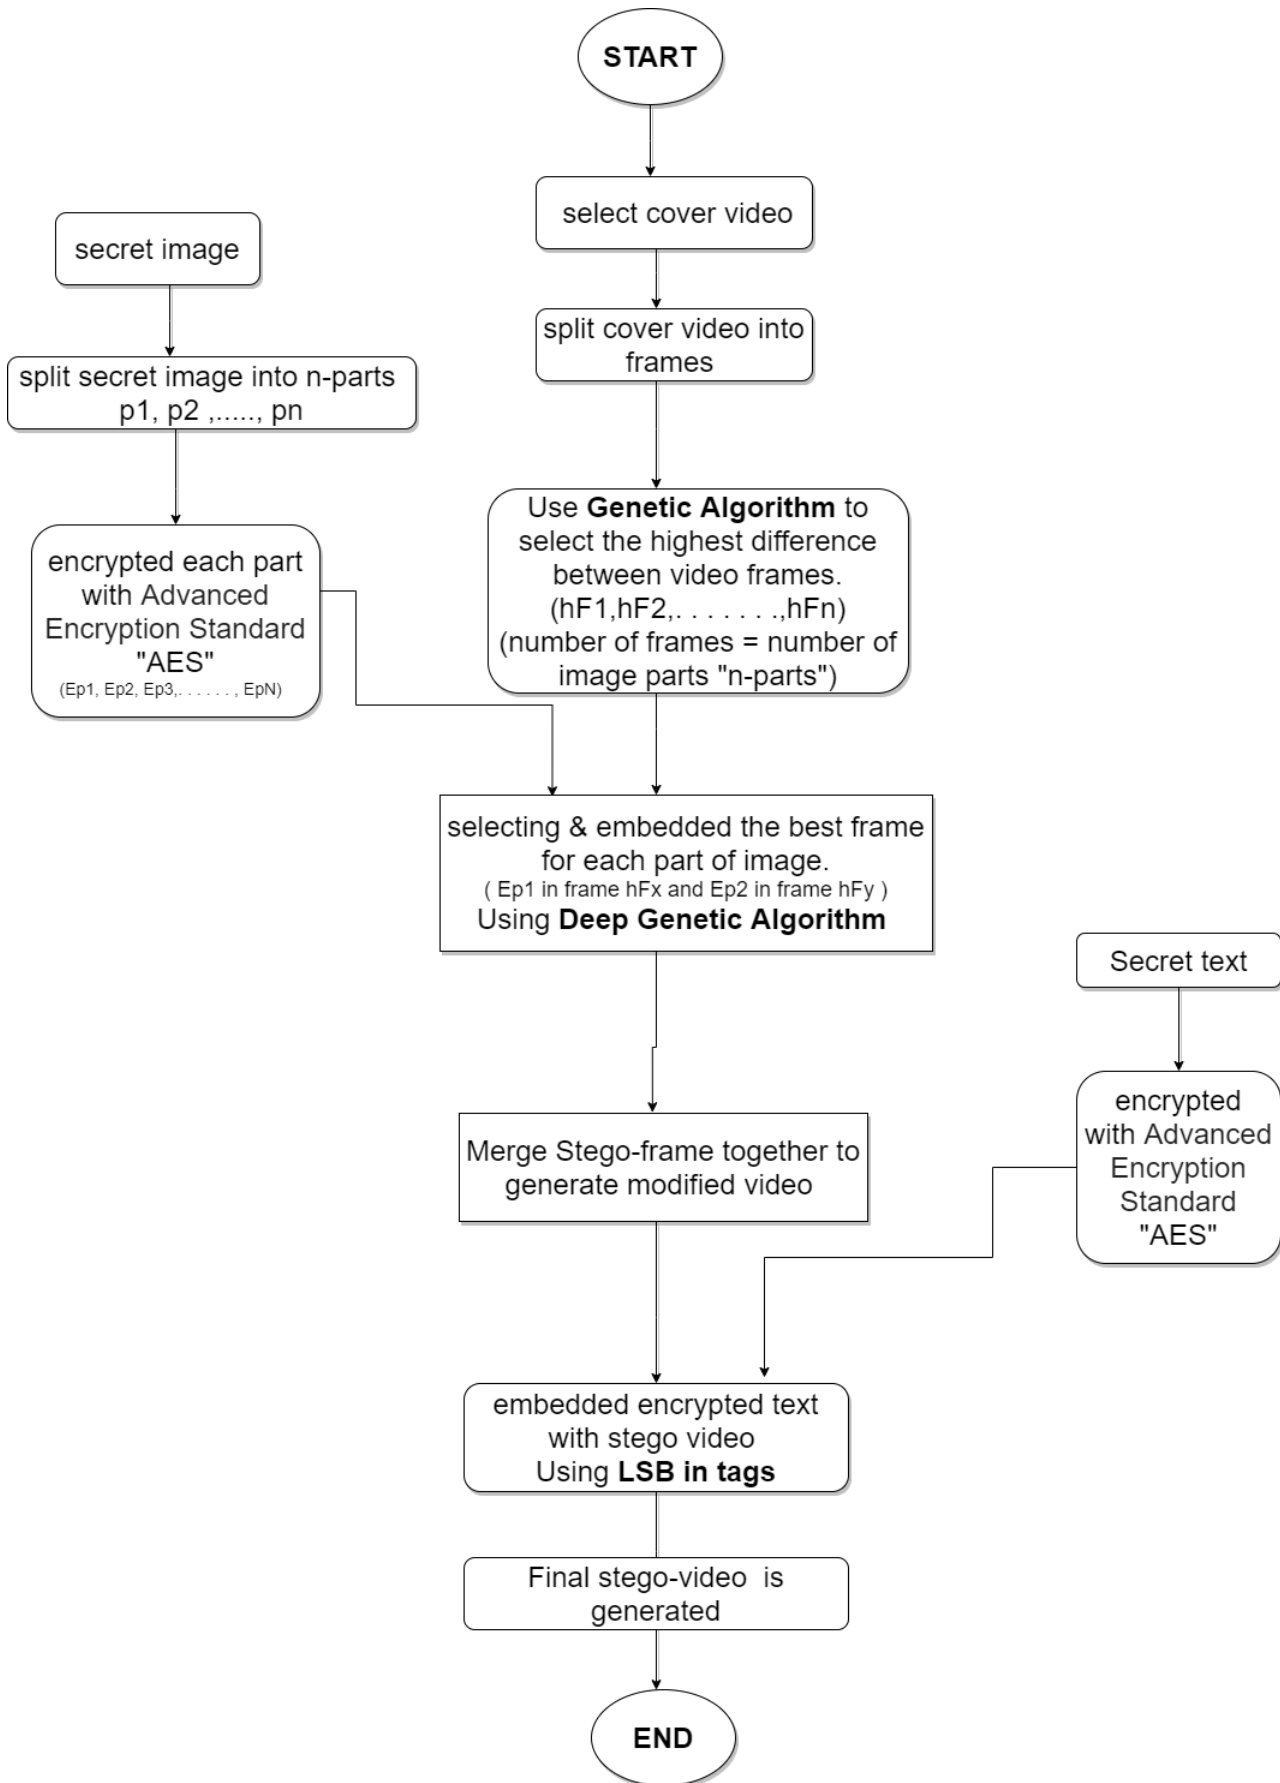 START
select cover video
secret image
split cover video into
frames
split secret image into n-parts
p1, p2 ,....., pn
Use Genetic Algorithm to
select the highest difference
between video frames.
(hF1,hF2,. . . . . . .,hFn)
(number of frames = number of
image parts "n-parts")
encrypted each part
with Advanced
Encryption Standard
"AES"
(Ep1, Ep2, Ep3,. . . . . . , EpN)
selecting & embedded the best frame
for each part of image.
( Ep1 in frame hFx and Ep2 in frame hFy )
Using Deep Genetic Algorithm
Secret text
encrypted
with Advanced
Encryption
Standard
"AES"
Merge Stego-frame together to
generate modified video
embedded encrypted text
with stego video
Using LSB in tags
Final stego-video is
generated
END